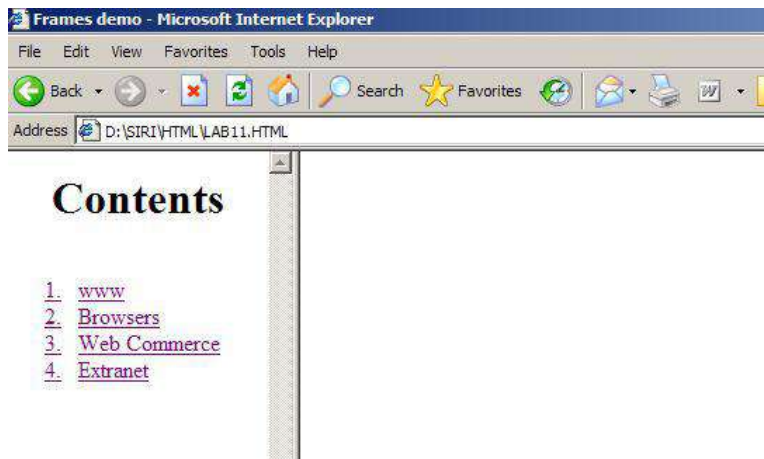 Frames demo - Microsoft Internet Explorer
File Edit View Favorites Tools Help
Back Search Favorites W
Address D:\SIRI\HTML\LAB11.HTML
Contents
1. www
2. Browsers
3. Web Commerce
4. Extranet